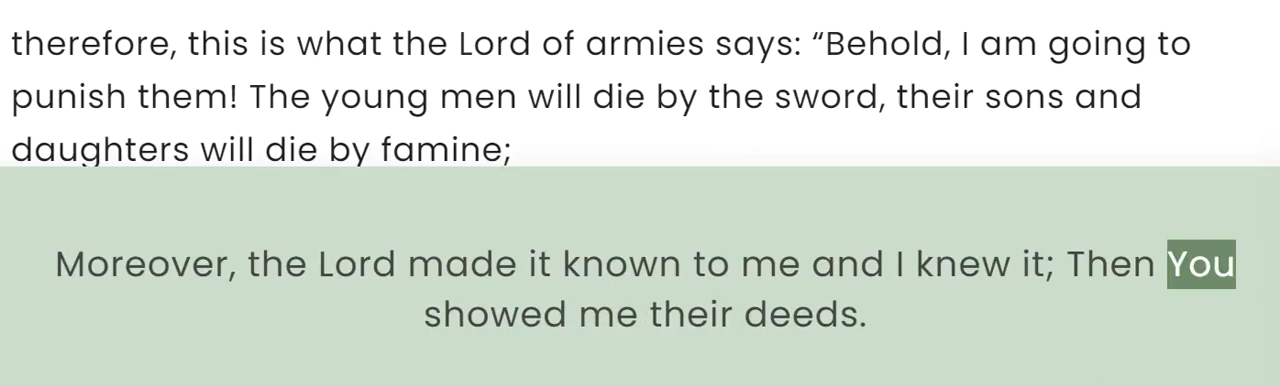 therefore, this is what the Lord of armies says: “Behold, I am going to
punish them! The young men will die by the sword, their sons and
daughters will die by famine;
Moreover, the Lord made it known to me and I knew it; Then You
showed me their deeds.